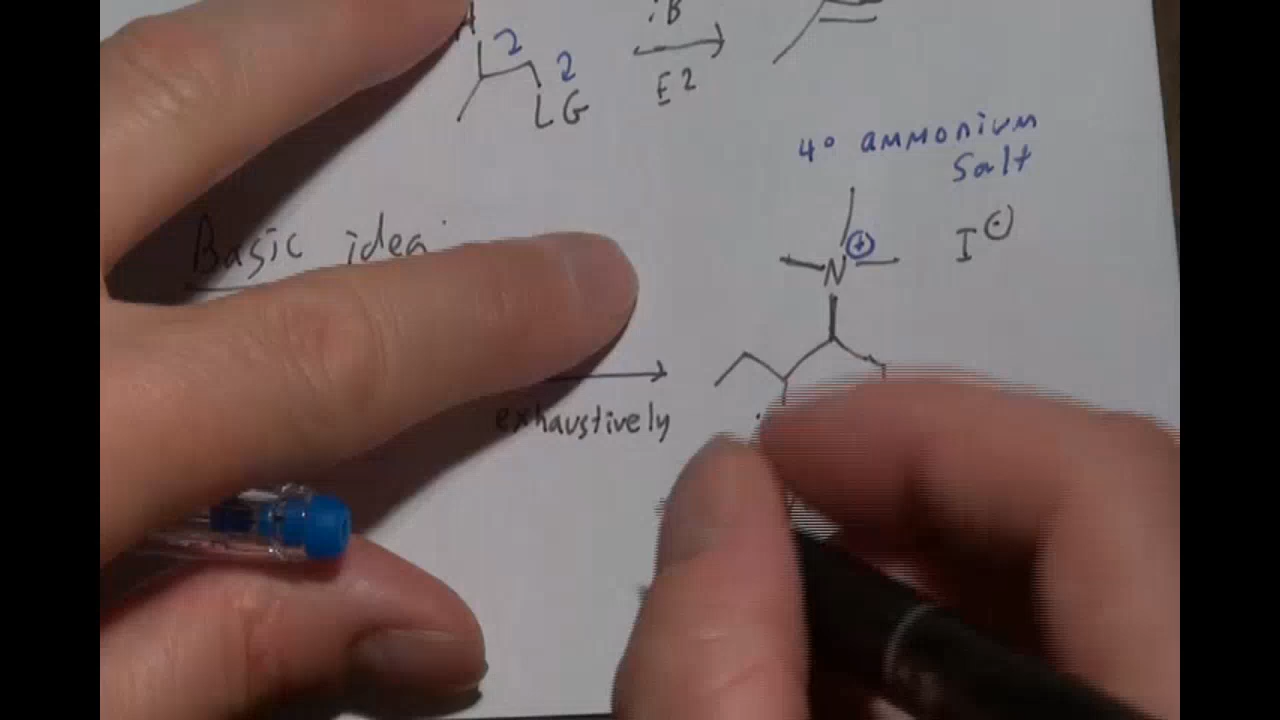 H
2
2
LG
:B
E2
4° ammonium
Salt
Basic idea
N
+
I
-
exhaustively